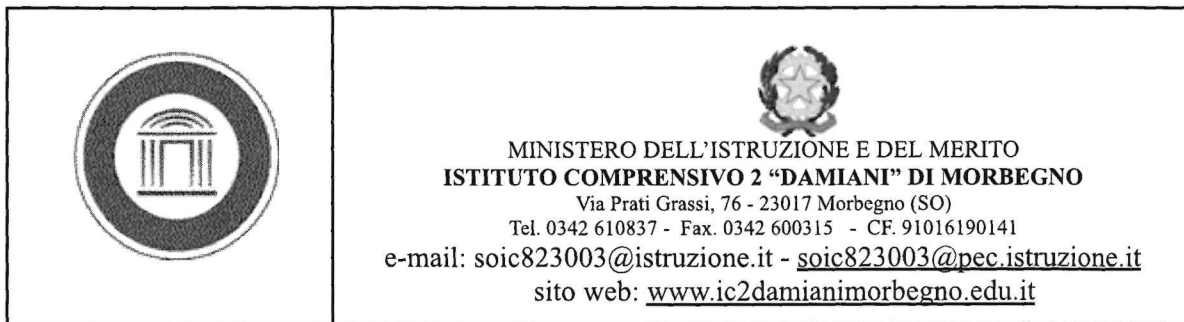 MINISTERO DELL'ISTRUZIONE E DEL MERITO
ISTITUTO COMPRENSIVO 2 “DAMIANI” DI MORBEGNO
Via Prati Grassi, 76 - 23017 Morbegno (SO)
Tel. 0342 610837 - Fax. 0342 600315 - CF. 91016190141
e-mail: soic823003@istruzione.it - soic823003@pec.istruzione.it
sito web: www.ic2damianimorbegno.edu.it